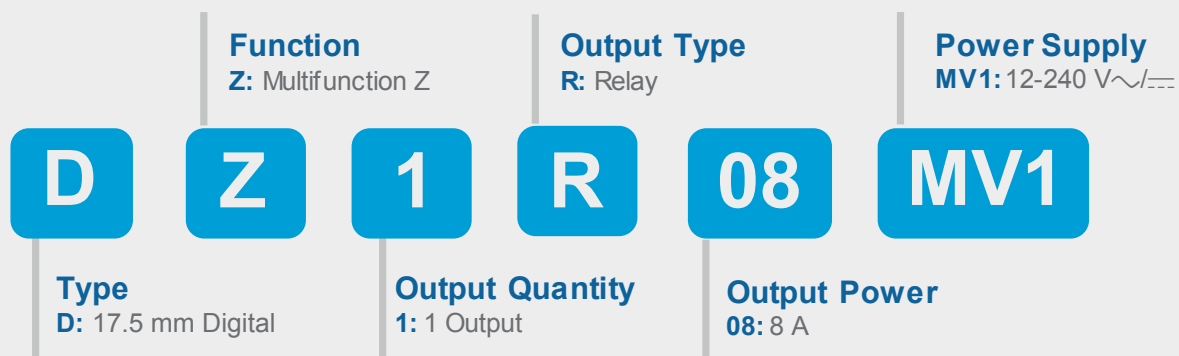 Function
Z: Multifunction Z
Output Type
R: Relay
Power Supply
MV1: 12-240 V~/⎓
D Z 1 R 08 MV1
Type
D: 17.5 mm Digital
Output Quantity
1: 1 Output
Output Power
08: 8 A